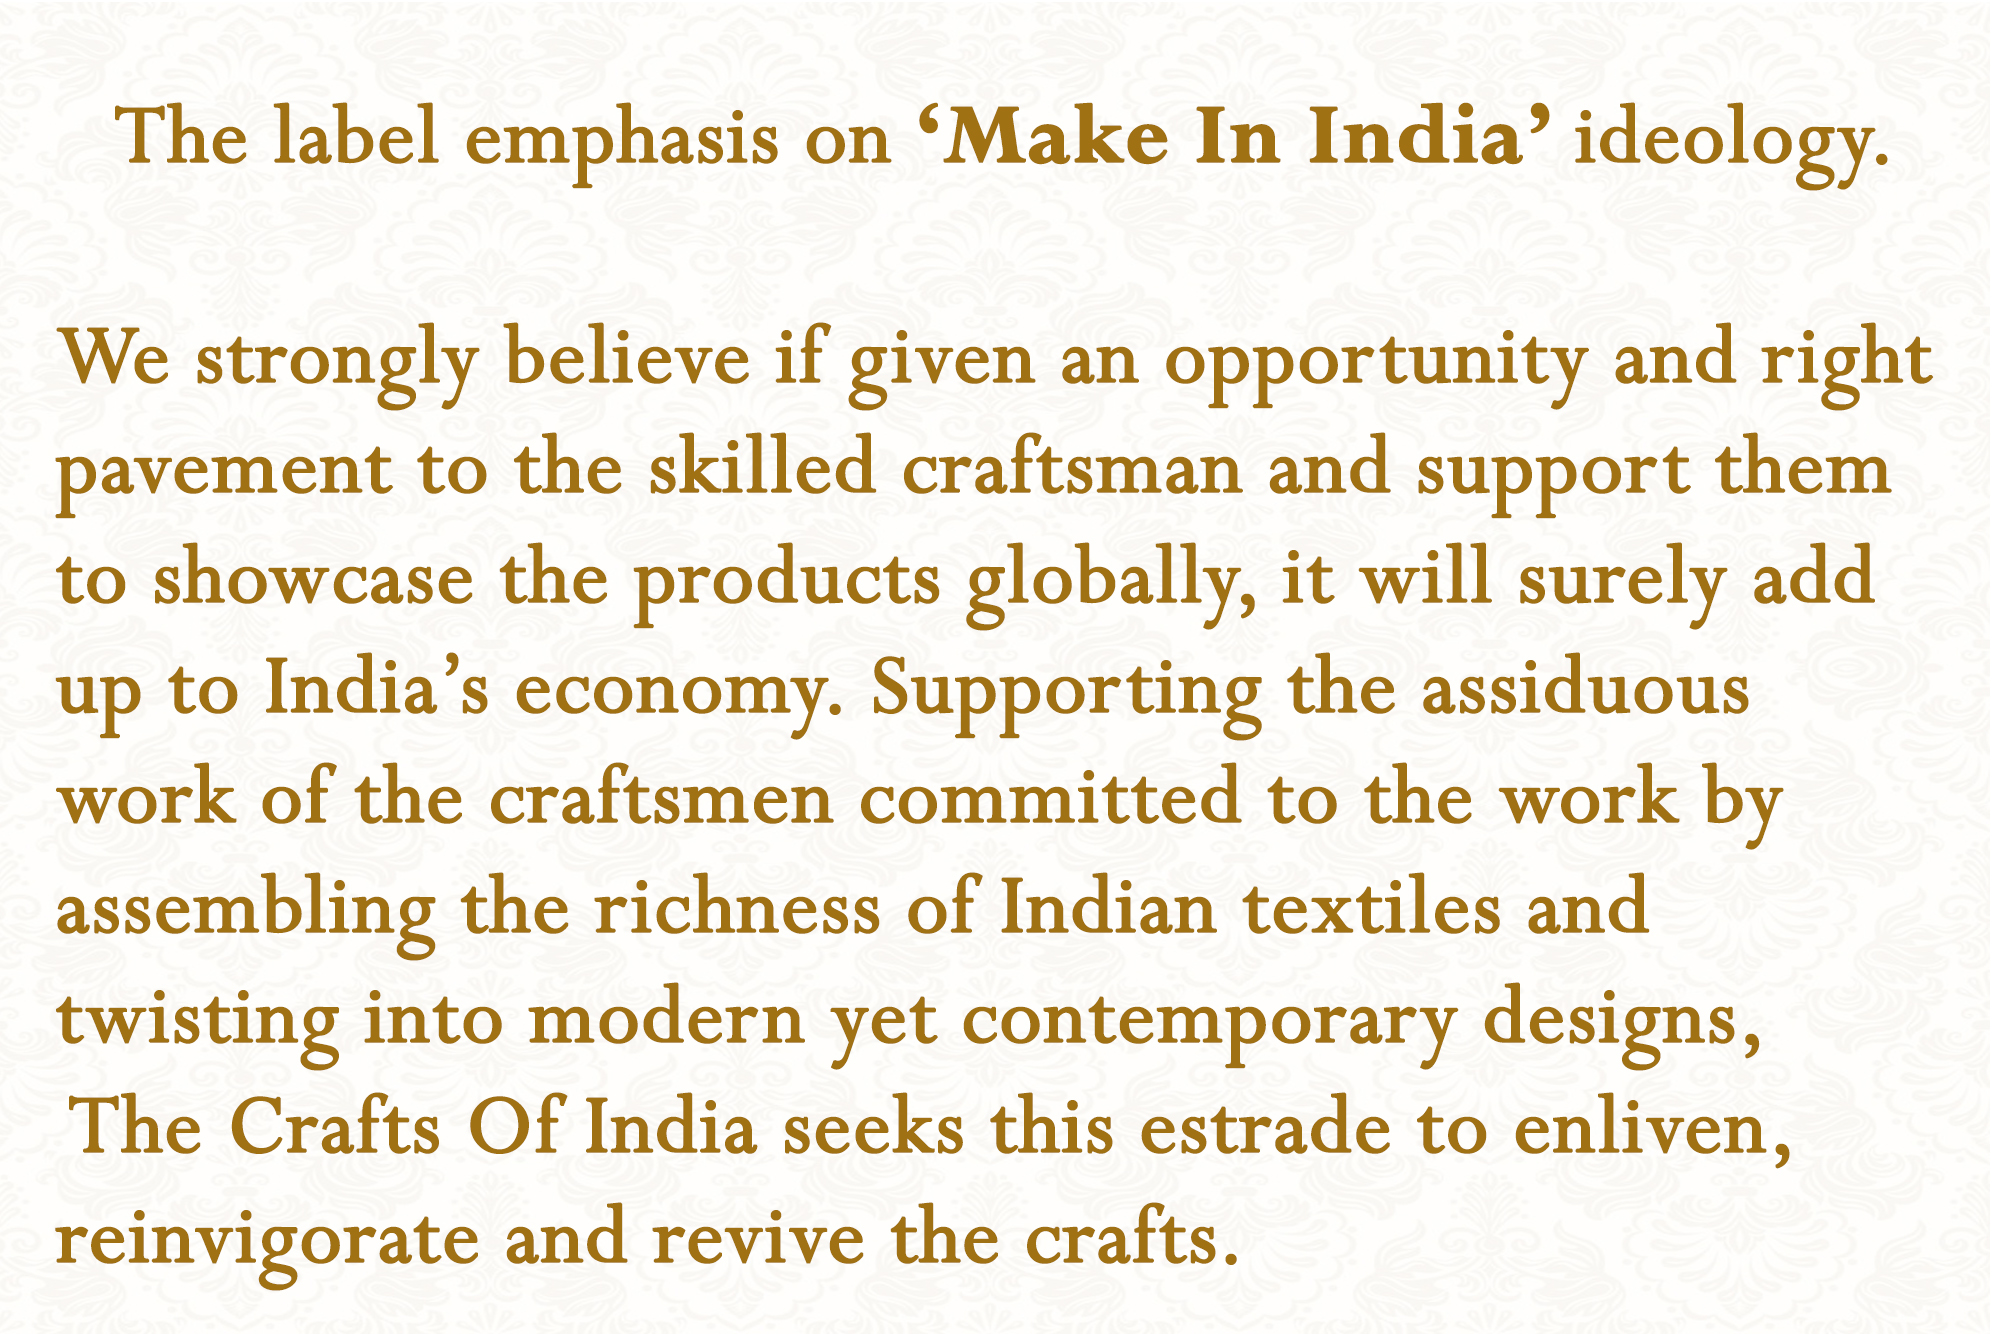 The label emphasis on ‘Make In India’ ideology.
We strongly believe if given an opportunity and right
pavement to the skilled craftsman and support them
to showcase the products globally, it will surely add
up to India’s economy. Supporting the assiduous
work of the craftsmen committed to the work by
assembling the richness of Indian textiles and
twisting into modern yet contemporary designs,
The Crafts Of India seeks this estrade to enliven,
reinvigorate and revive the crafts.